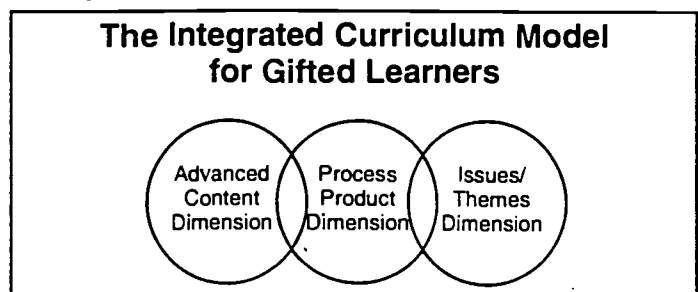 The Integrated Curriculum Model
for Gifted Learners
Advanced
Content
Dimension
Process
Product
Dimension
Issues/
Themes
Dimension